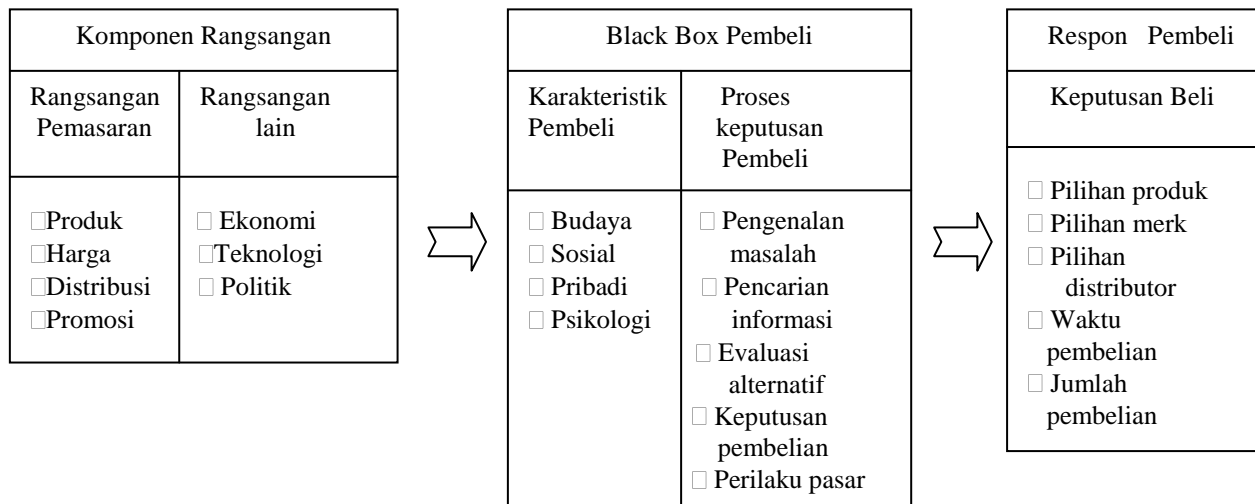 Komponen Rangsangan
Rangsangan
Pemasaran
Rangsangan
lain
□Produk
□Harga
□Distribusi
□Promosi
□ Ekonomi
□Teknologi
□ Politik
Black Box Pembeli
Karakteristik
Pembeli
Proses
keputusan
Pembeli
□ Budaya
□ Sosial
□ Pribadi
□ Psikologi
□ Pengenalan
masalah
□ Pencarian
informasi
□ Evaluasi
alternatif
□ Keputusan
pembelian
□ Perilaku pasar
Respon Pembeli
Keputusan Beli
□ Pilihan produk
□ Pilihan merk
□ Pilihan
distributor
□ Waktu
pembelian
□ Jumlah
pembelian